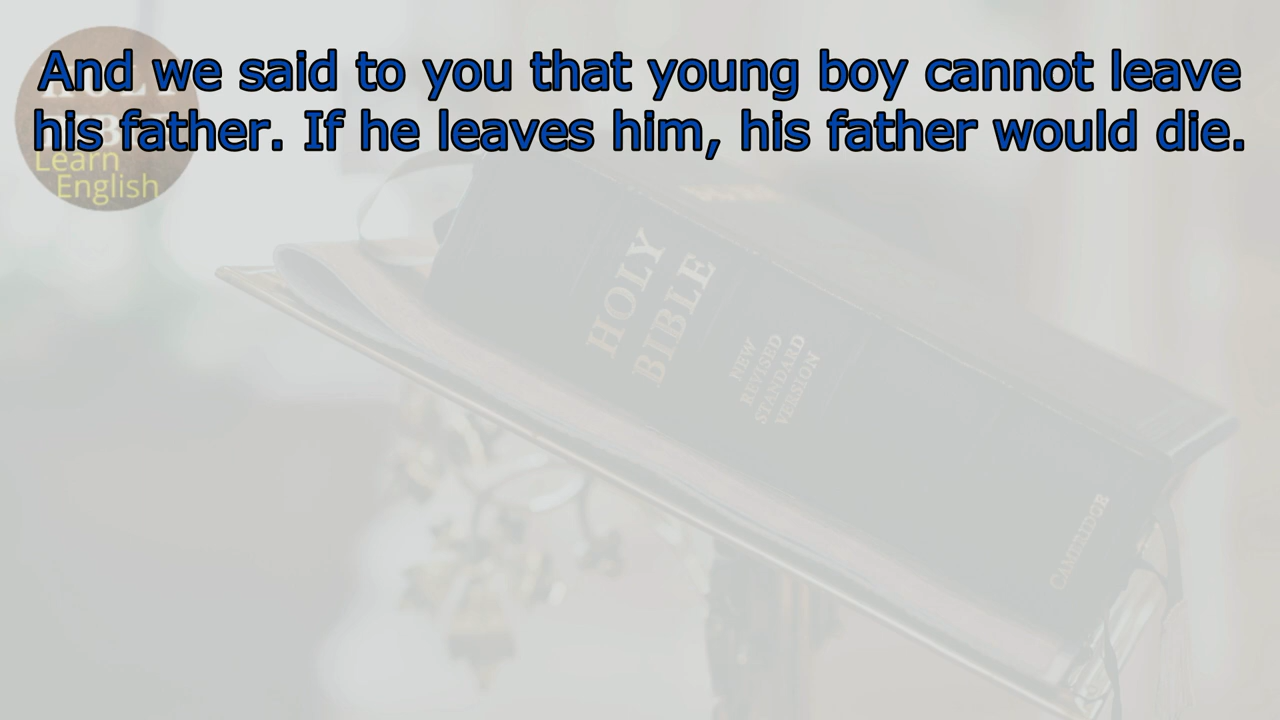 And we said to you that young boy cannot leave
his father. If he leaves him, his father would die.
Learn
English
HOLY
BIBLE
NEW
REVISED
STANDARD
VERSION
CAMBRIDGE